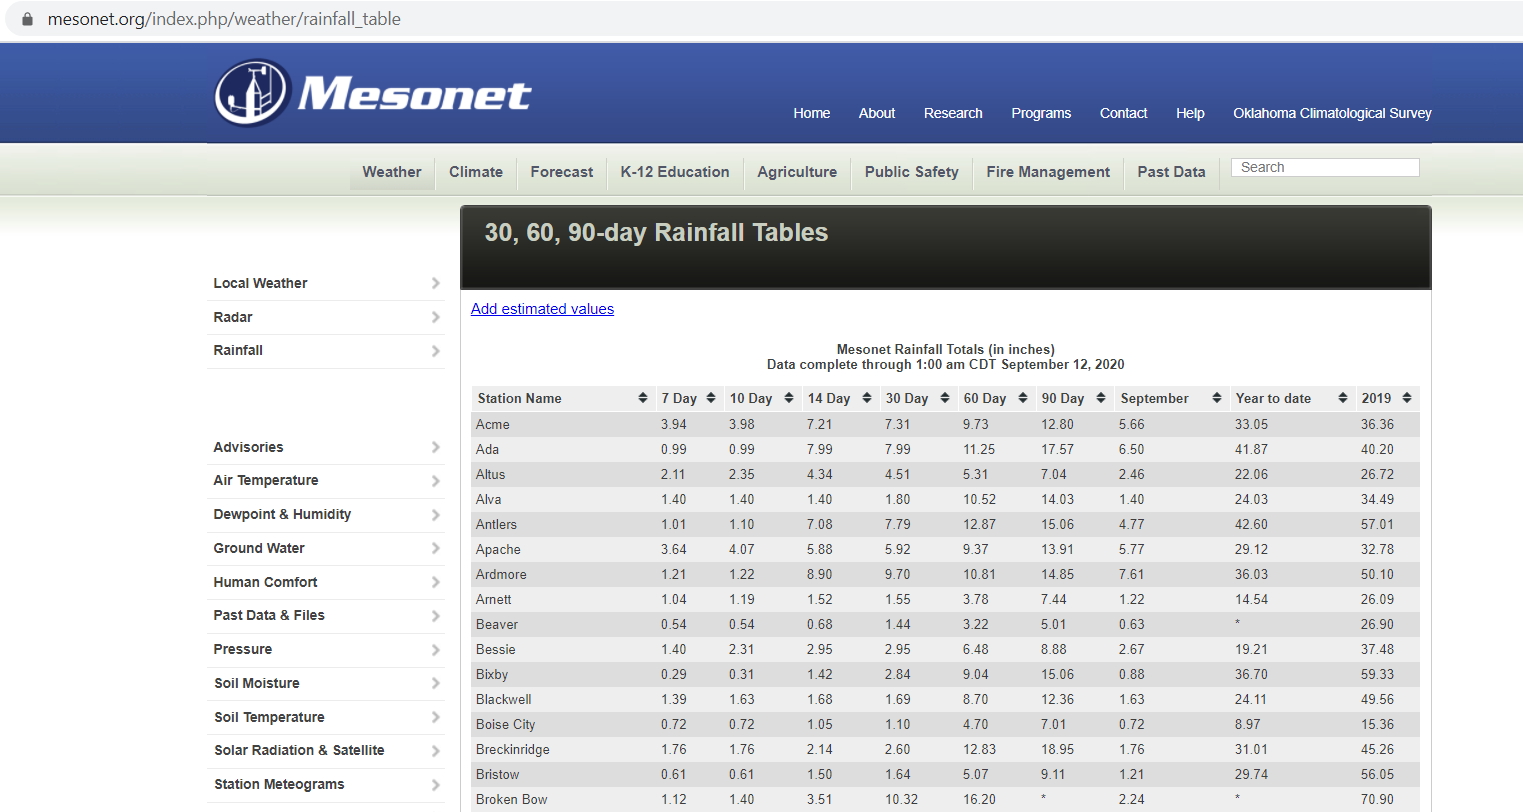 mesonet.org/index.php/weather/rainfall_table
Mesonet
Home About Research Programs Contact Help Oklahoma Climatological Survey
Weather Climate Forecast K-12 Education Agriculture Public Safety Fire Management Past Data Search
30, 60, 90-day Rainfall Tables
Local Weather
Radar
Rainfall
Advisories
Air Temperature
Dewpoint & Humidity
Ground Water
Human Comfort
Past Data & Files
Pressure
Soil Moisture
Soil Temperature
Solar Radiation & Satellite
Station Meteograms
Add estimated values
Mesonet Rainfall Totals (in inches)
Data complete through 1:00 am CDT September 12, 2020
Station Name 7 Day 10 Day 14 Day 30 Day 60 Day 90 Day September Year to date 2019
Acme 3.94 3.98 7.21 7.31 9.73 12.80 5.66 33.05 36.36
Ada 0.99 0.99 7.99 7.99 11.25 17.57 6.50 41.87 40.20
Altus 2.11 2.35 4.34 4.51 5.31 7.04 2.46 22.06 26.72
Alva 1.40 1.40 1.40 1.80 10.52 14.03 1.40 24.03 34.49
Antlers 1.01 1.10 7.08 7.79 12.87 15.06 4.77 42.60 57.01
Apache 3.64 4.07 5.88 5.92 9.37 13.91 5.77 29.12 32.78
Ardmore 1.21 1.22 8.90 9.70 10.81 14.85 7.61 36.03 50.10
Arnett 1.04 1.19 1.52 1.55 3.78 7.44 1.22 14.54 26.09
Beaver 0.54 0.54 0.68 1.44 3.22 5.01 0.63 * 26.90
Bessie 1.40 2.31 2.95 2.95 6.48 8.88 2.67 19.21 37.48
Bixby 0.29 0.31 1.42 2.84 9.04 15.06 0.88 36.70 59.33
Blackwell 1.39 1.63 1.68 1.69 8.70 12.36 1.63 24.11 49.56
Boise City 0.72 0.72 1.05 1.10 4.70 7.01 0.72 8.97 15.36
Breckinridge 1.76 1.76 2.14 2.60 12.83 18.95 1.76 31.01 45.26
Bristow 0.61 0.61 1.50 1.64 5.07 9.11 1.21 29.74 56.05
Broken Bow 1.12 1.40 3.51 10.32 16.20 * 2.24 * 70.90